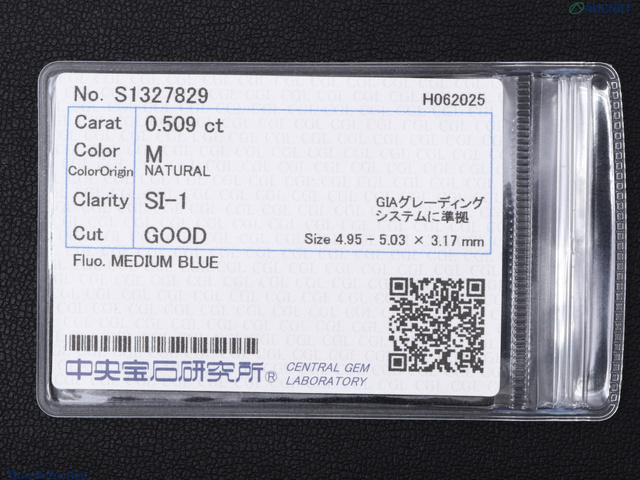 AUCNET
No. S1327829
H062025
Carat 0.509 ct
Color M
ColorOrigin NATURAL
Clarity SI-1
GIAグレーディング
システムに準拠
Cut GOOD
Size 4.95 - 5.03 × 3.17 mm
Fluo. MEDIUM BLUE
中央宝石研究所®
CENTRAL GEM
LABORATORY